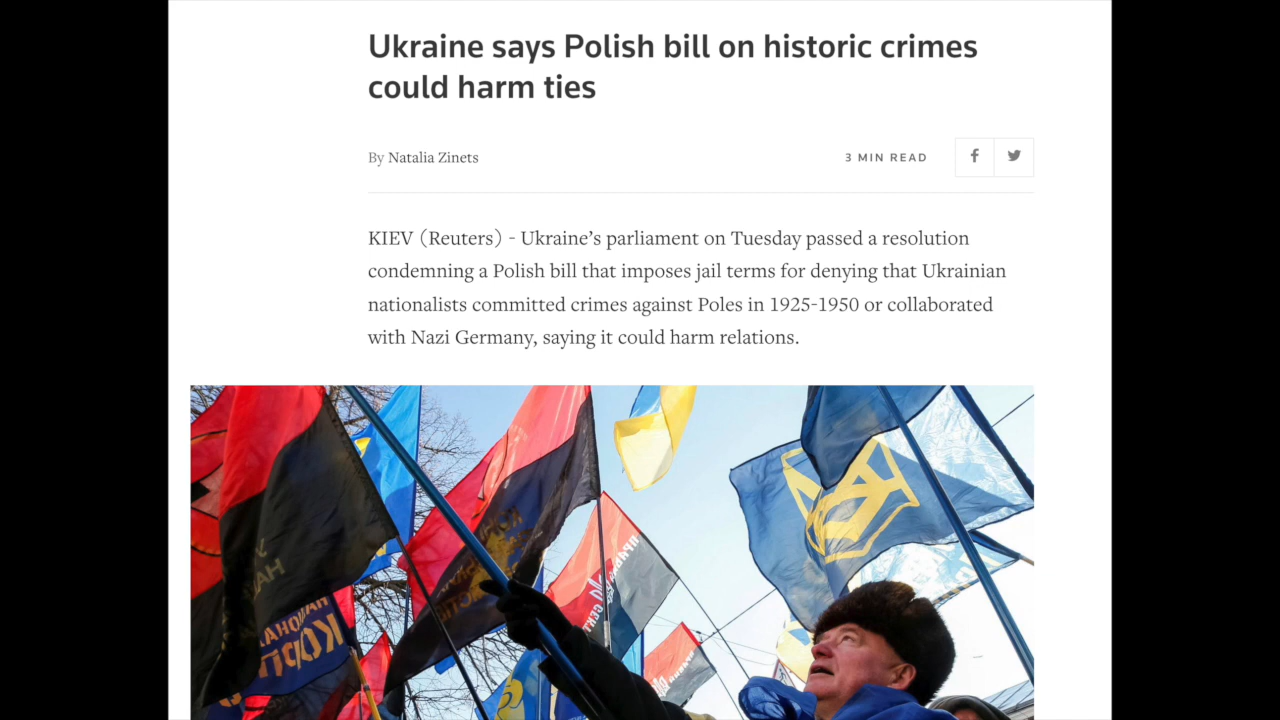 Ukraine says Polish bill on historic crimes
could harm ties
By Natalia Zinets
3 MIN READ
KIEV (Reuters) - Ukraine’s parliament on Tuesday passed a resolution
condemning a Polish bill that imposes jail terms for denying that Ukrainian
nationalists committed crimes against Poles in 1925-1950 or collaborated
with Nazi Germany, saying it could harm relations.